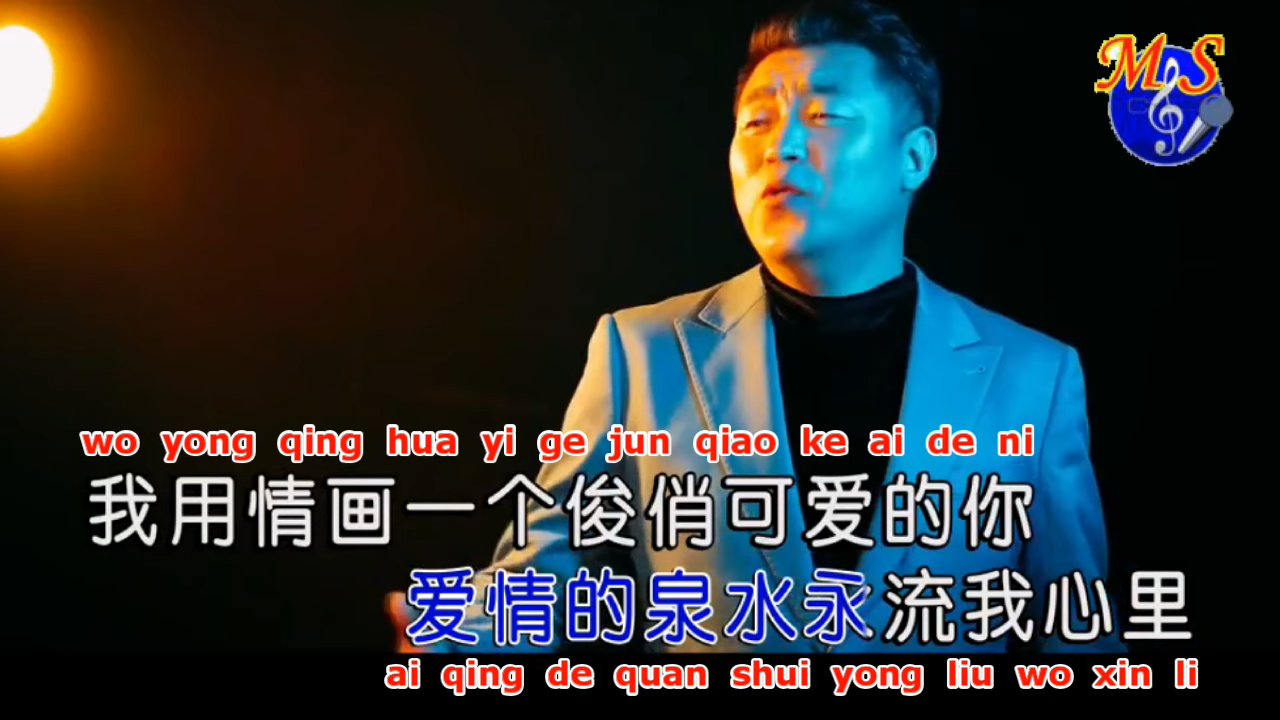 MS
wo yong qing hua yi ge jun qiao ke ai de ni
我用情画一个俊俏可爱的你
爱情的泉水永流我心里
ai qing de quan shui yong liu wo xin li